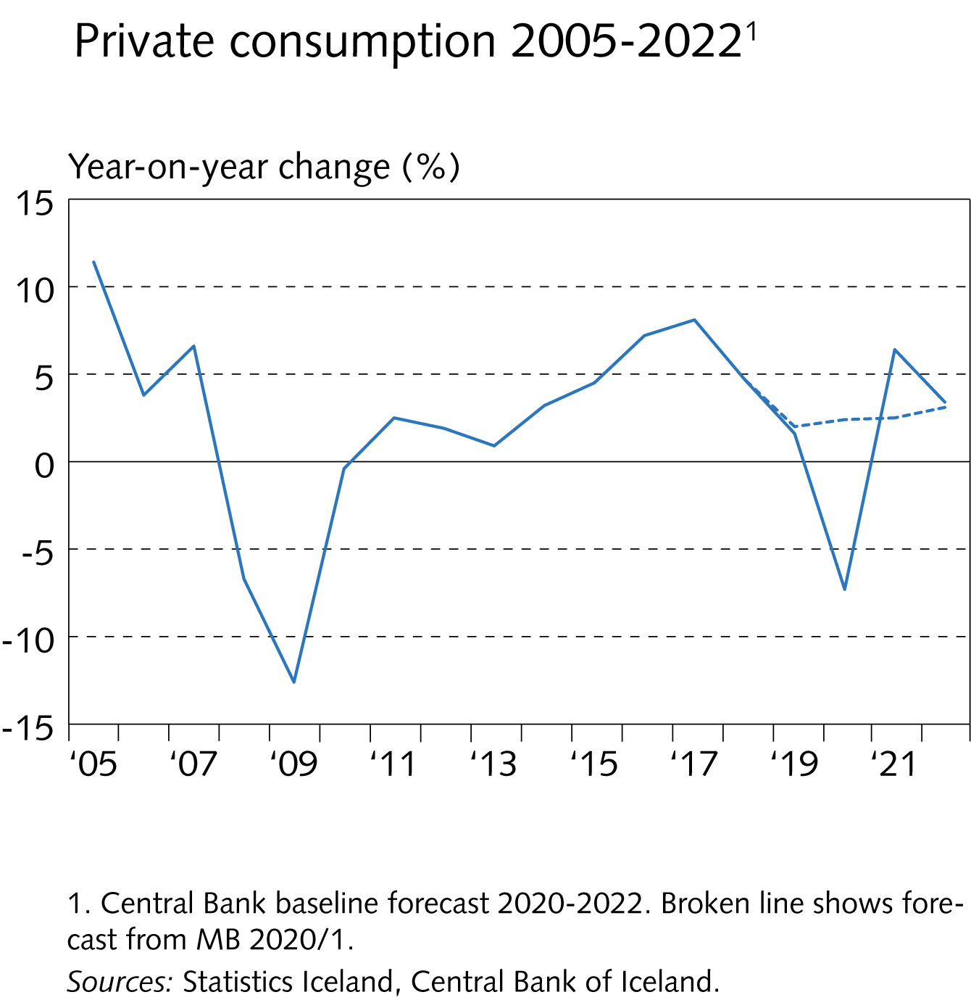 Private consumption 2005-2022¹
Year-on-year change (%)
15
10
5
0
-5
-10
-15
‘05 ‘07 ‘09 ‘11 ‘13 ‘15 ‘17 ‘19 ‘21
1. Central Bank baseline forecast 2020-2022. Broken line shows fore-
cast from MB 2020/1.
Sources: Statistics Iceland, Central Bank of Iceland.